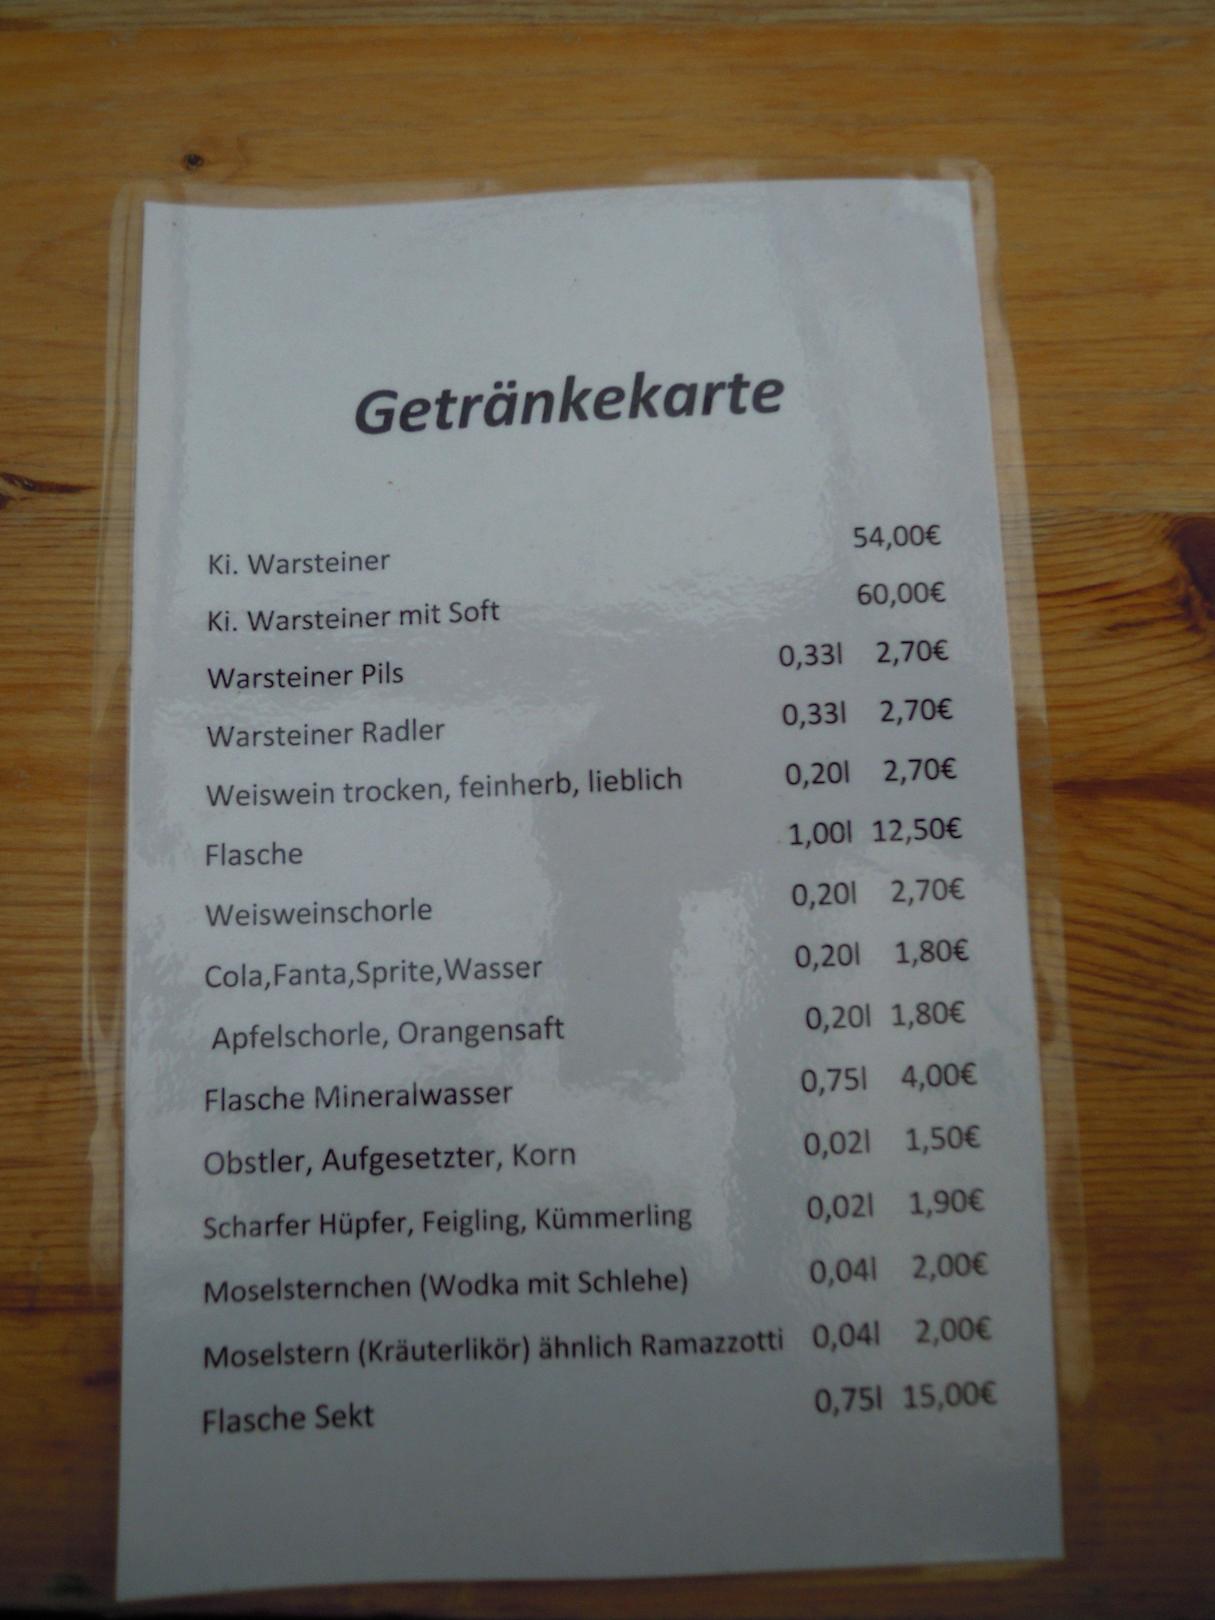 Getränkekarte
Ki. Warsteiner 54,00€
Ki. Warsteiner mit Soft 60,00€
Warsteiner Pils 0,33l 2,70€
Warsteiner Radler 0,33l 2,70€
Weiswein trocken, feinherb, lieblich 0,20l 2,70€
Flasche 1,00l 12,50€
Weisweinschorle 0,20l 2,70€
Cola,Fanta,Sprite,Wasser 0,20l 1,80€
Apfelschorle, Orangensaft 0,20l 1,80€
Flasche Mineralwasser 0,75l 4,00€
Obstler, Aufgesetzter, Korn 0,02l 1,50€
Scharfer Hüpfer, Feigling, Kümmerling 0,02l 1,90€
Moselsternchen (Wodka mit Schlehe) 0,04l 2,00€
Moselstern (Kräuterlikör) ähnlich Ramazzotti 0,04l 2,00€
Flasche Sekt 0,75l 15,00€